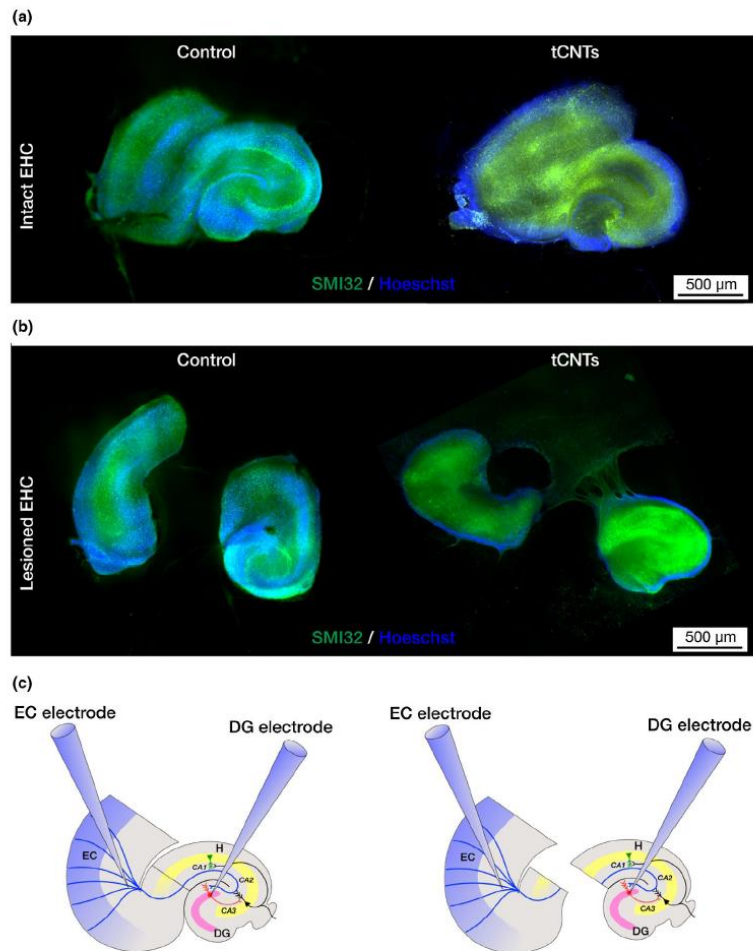 (a)
Control
tCNTs
Intact EHC
SMI32 / Hoeschst
500 µm
(b)
Control
tCNTs
Lesioned EHC
SMI32 / Hoeschst
500 µm
(c)
EC electrode
DG electrode
EC
H
CA1
CA2
CA3
DG
EC electrode
DG electrode
EC
H
CA1
CA2
CA3
DG